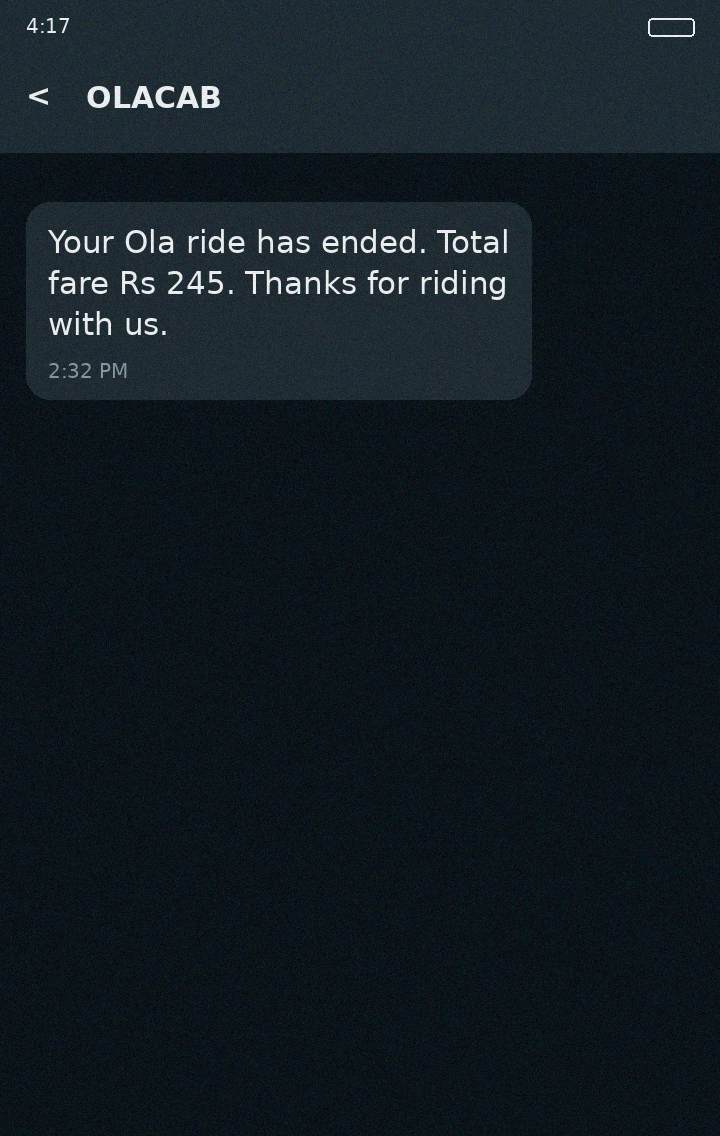 4:17
< OLACAB
Your Ola ride has ended. Total
fare Rs 245. Thanks for riding
with us.
2:32 PM